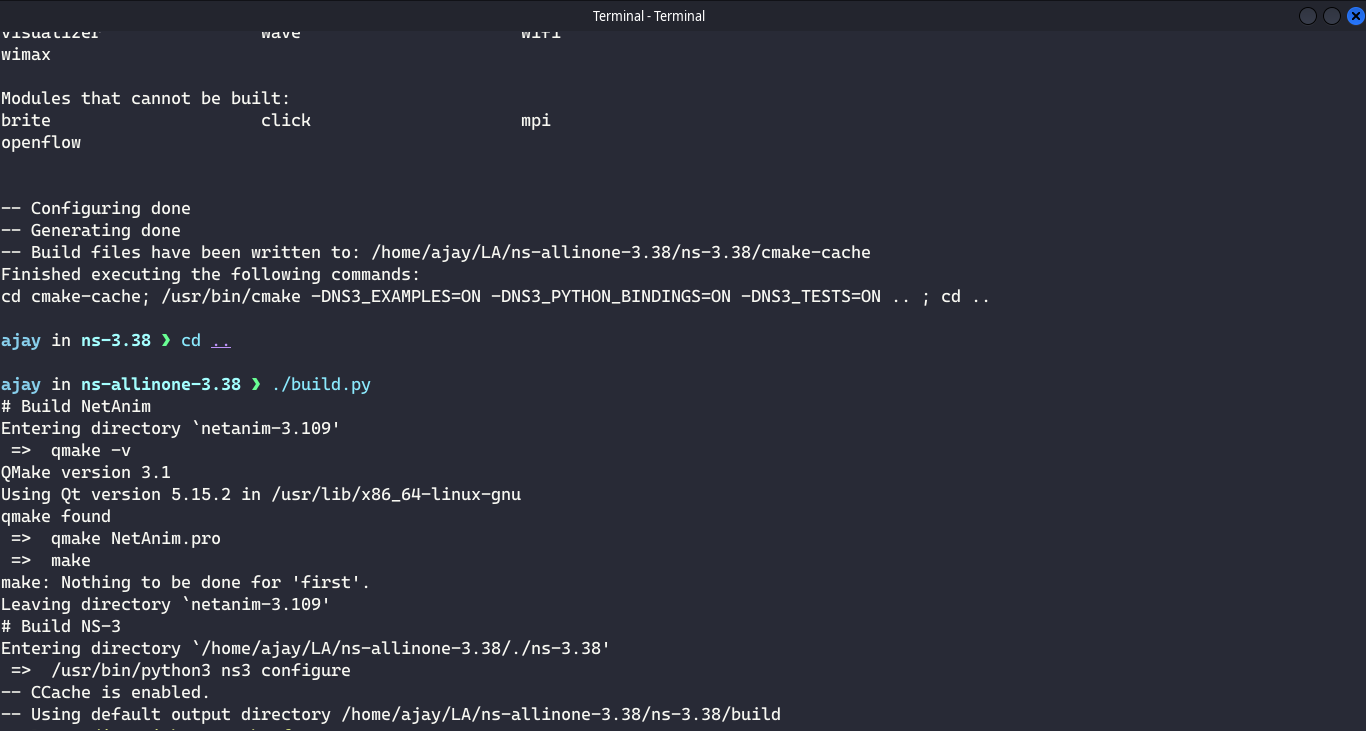 Terminal - Terminal
visualizer wave wifi
wimax
Modules that cannot be built:
brite click mpi
openflow
-- Configuring done
-- Generating done
-- Build files have been written to: /home/ajay/LA/ns-allinone-3.38/ns-3.38/cmake-cache
Finished executing the following commands:
cd cmake-cache; /usr/bin/cmake -DNS3_EXAMPLES=ON -DNS3_PYTHON_BINDINGS=ON -DNS3_TESTS=ON .. ; cd ..
ajay in ns-3.38 ❯ cd ..
ajay in ns-allinone-3.38 ❯ ./build.py
# Build NetAnim
Entering directory `netanim-3.109'
=> qmake -v
QMake version 3.1
Using Qt version 5.15.2 in /usr/lib/x86_64-linux-gnu
qmake found
=> qmake NetAnim.pro
=> make
make: Nothing to be done for 'first'.
Leaving directory `netanim-3.109'
# Build NS-3
Entering directory `/home/ajay/LA/ns-allinone-3.38/./ns-3.38'
=> /usr/bin/python3 ns3 configure
-- CCache is enabled.
-- Using default output directory /home/ajay/LA/ns-allinone-3.38/ns-3.38/build